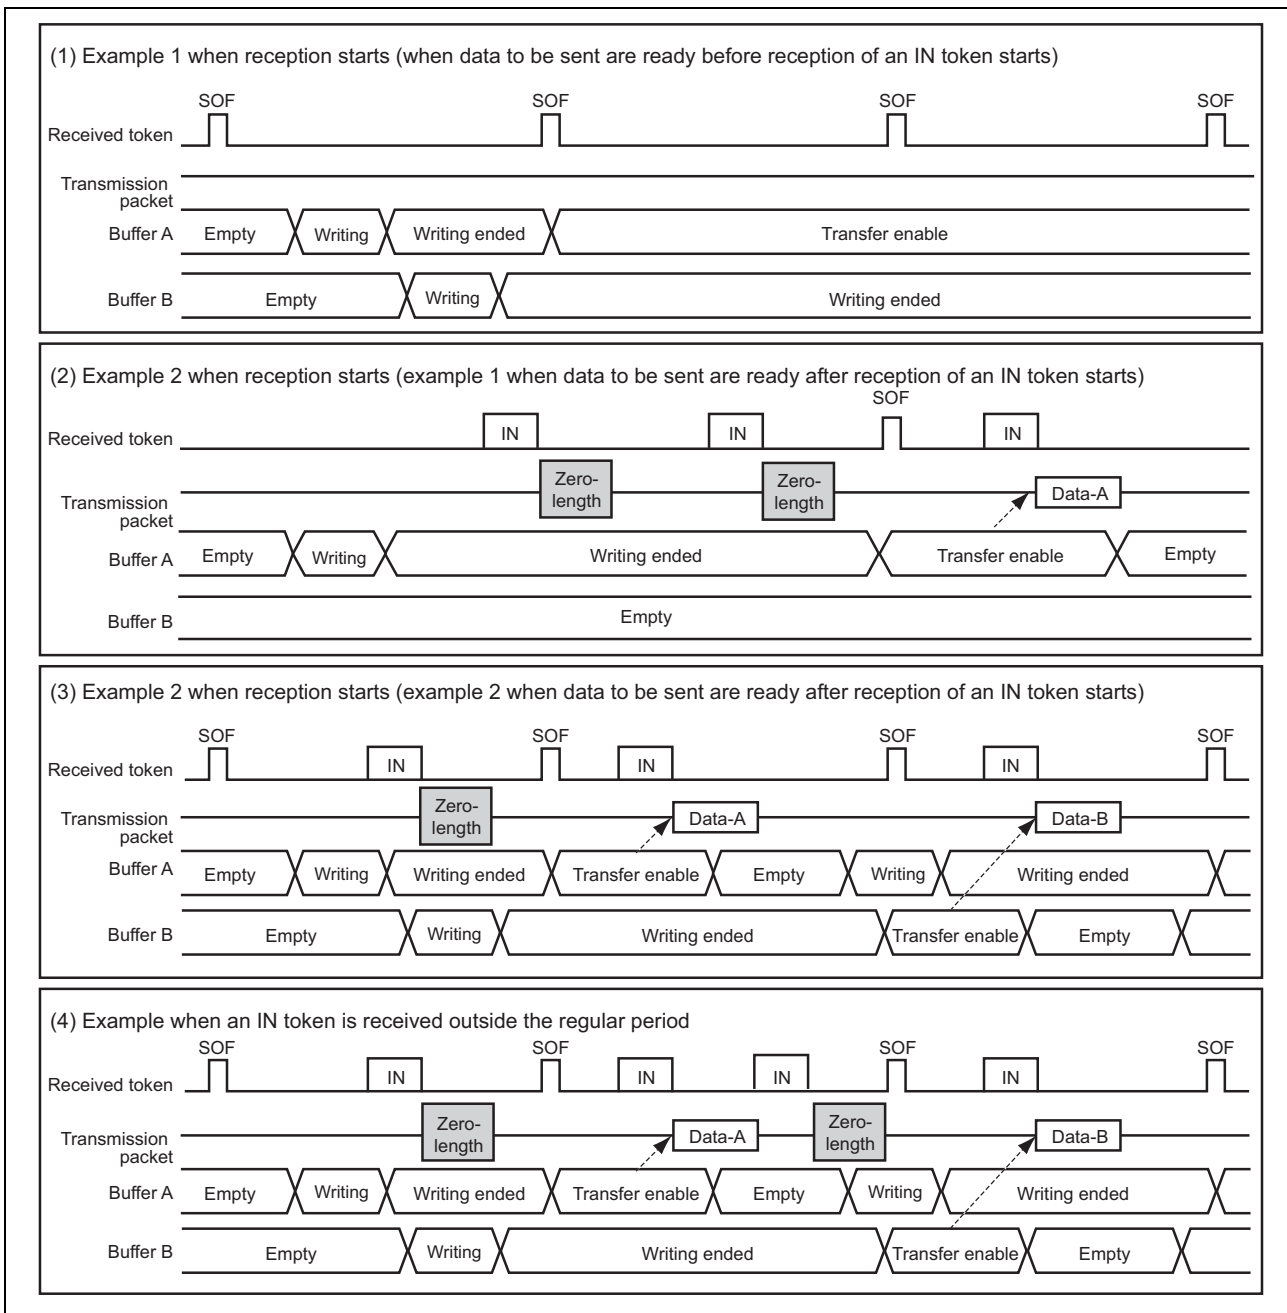 (1) Example 1 when reception starts (when data to be sent are ready before reception of an IN token starts)
SOF SOF SOF SOF
Received token
Transmission
packet
Buffer A Empty Writing Writing ended Transfer enable
Buffer B Empty Writing Writing ended
(2) Example 2 when reception starts (example 1 when data to be sent are ready after reception of an IN token starts)
SOF
Received token IN IN IN
Zero-
length
Zero-
length
Data-A
Transmission
packet
Buffer A Empty Writing Writing ended Transfer enable Empty
Buffer B Empty
(3) Example 2 when reception starts (example 2 when data to be sent are ready after reception of an IN token starts)
SOF SOF SOF SOF
Received token IN IN IN
Zero-
length
Data-A Data-B
Transmission
packet
Buffer A Empty Writing Writing ended Transfer enable Empty Writing Writing ended
Buffer B Empty Writing Writing ended Transfer enable Empty
(4) Example when an IN token is received outside the regular period
SOF SOF SOF SOF
Received token IN IN IN IN
Zero-
length
Data-A
Zero-
length
Data-B
Transmission
packet
Buffer A Empty Writing Writing ended Transfer enable Empty Writing Writing ended
Buffer B Empty Writing Writing ended Transfer enable Empty